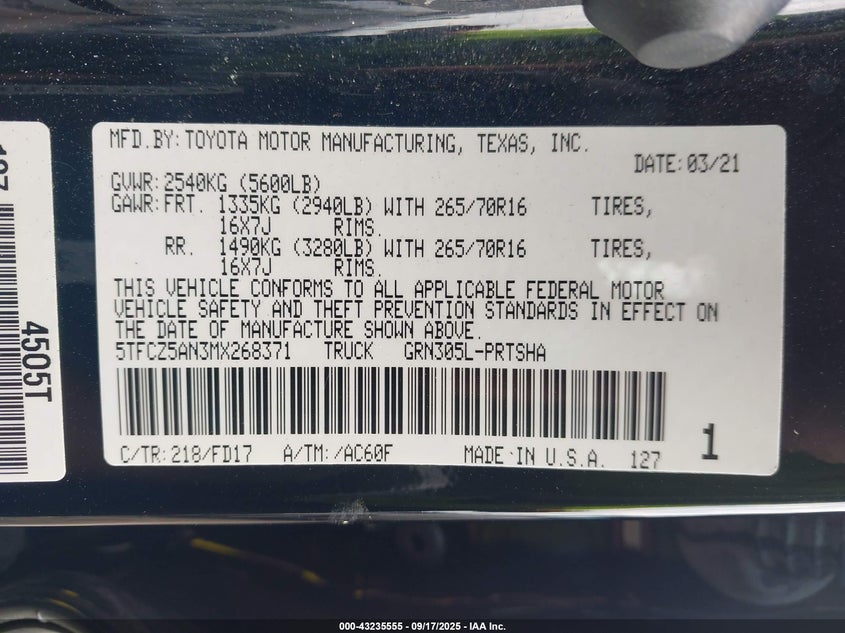 MFD.BY:TOYOTA MOTOR MANUFACTURING, TEXAS, INC.
DATE:03/21
GVWR:2540KG (5600LB)
GAWR:FRT. 1335KG (2940LB) WITH 265/70R16 TIRES,
16X7J RIMS.
RR. 1490KG (3280LB) WITH 265/70R16 TIRES,
16X7J RIMS.
THIS VEHICLE CONFORMS TO ALL APPLICABLE FEDERAL MOTOR
VEHICLE SAFETY AND THEFT PREVENTION STANDARDS IN EFFECT ON
THE DATE OF MANUFACTURE SHOWN ABOVE.
5TFCZ5AN3MX268371 TRUCK GRN305L-PRTSHA
C/TR:218/FD17 A/TM:/AC60F MADE IN U.S.A. 127 1
4505T
000-43235555 - 09/17/2025 - IAA Inc.